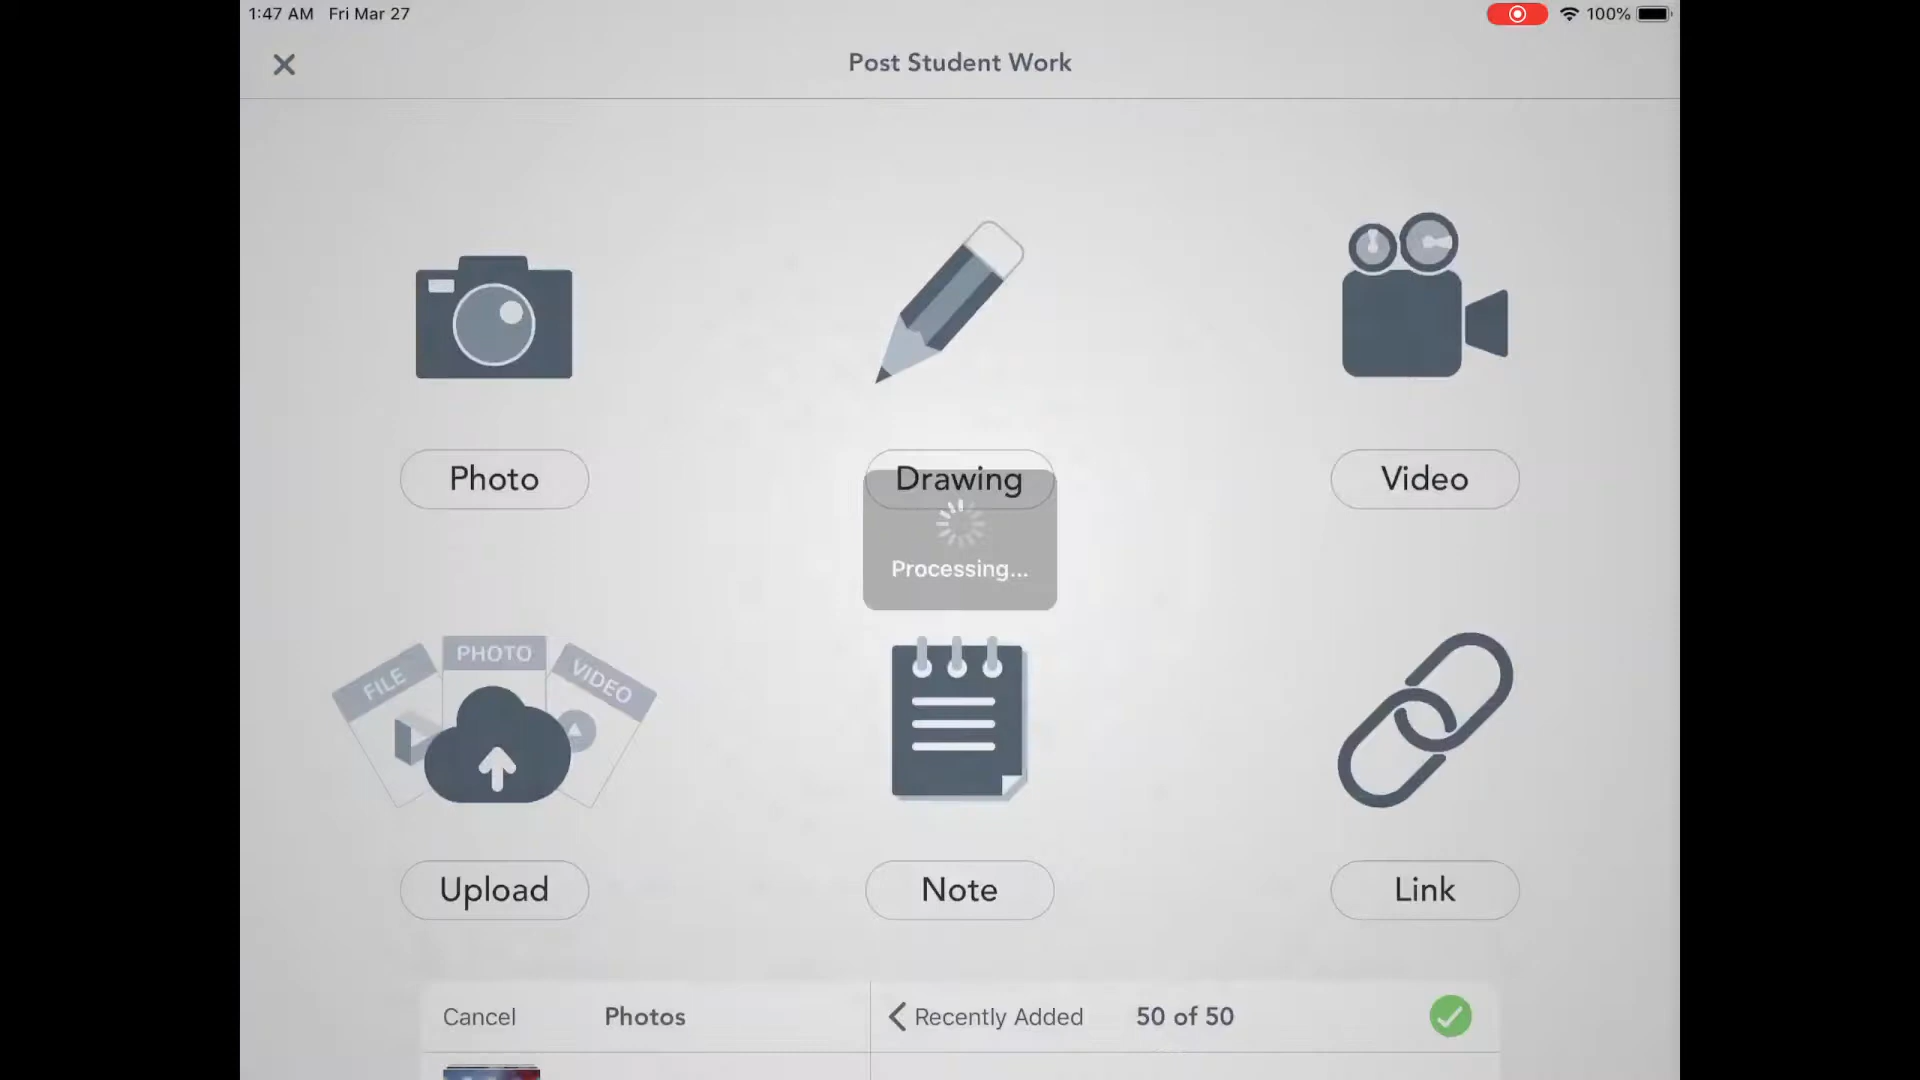 1:47 AM Fri Mar 27
100%
Post Student Work
Photo
Drawing
Video
Processing...
FILE
PHOTO
VIDEO
Upload
Note
Link
Cancel
Photos
Recently Added
50 of 50